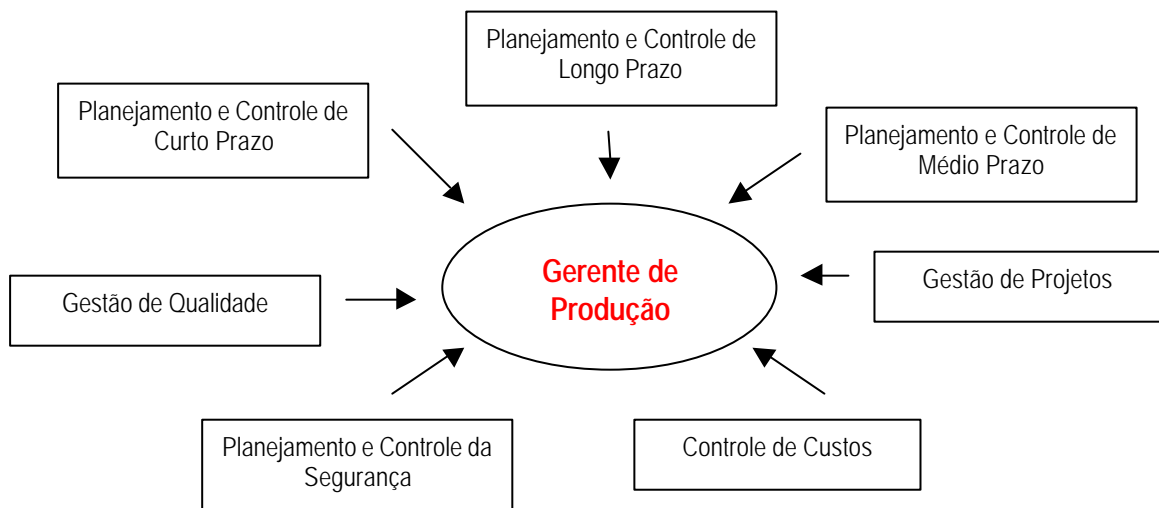 Planejamento e Controle de
Longo Prazo
Planejamento e Controle de
Curto Prazo
Planejamento e Controle de
Médio Prazo
Gerente de
Produção
Gestão de Qualidade
Gestão de Projetos
Planejamento e Controle da
Segurança
Controle de Custos